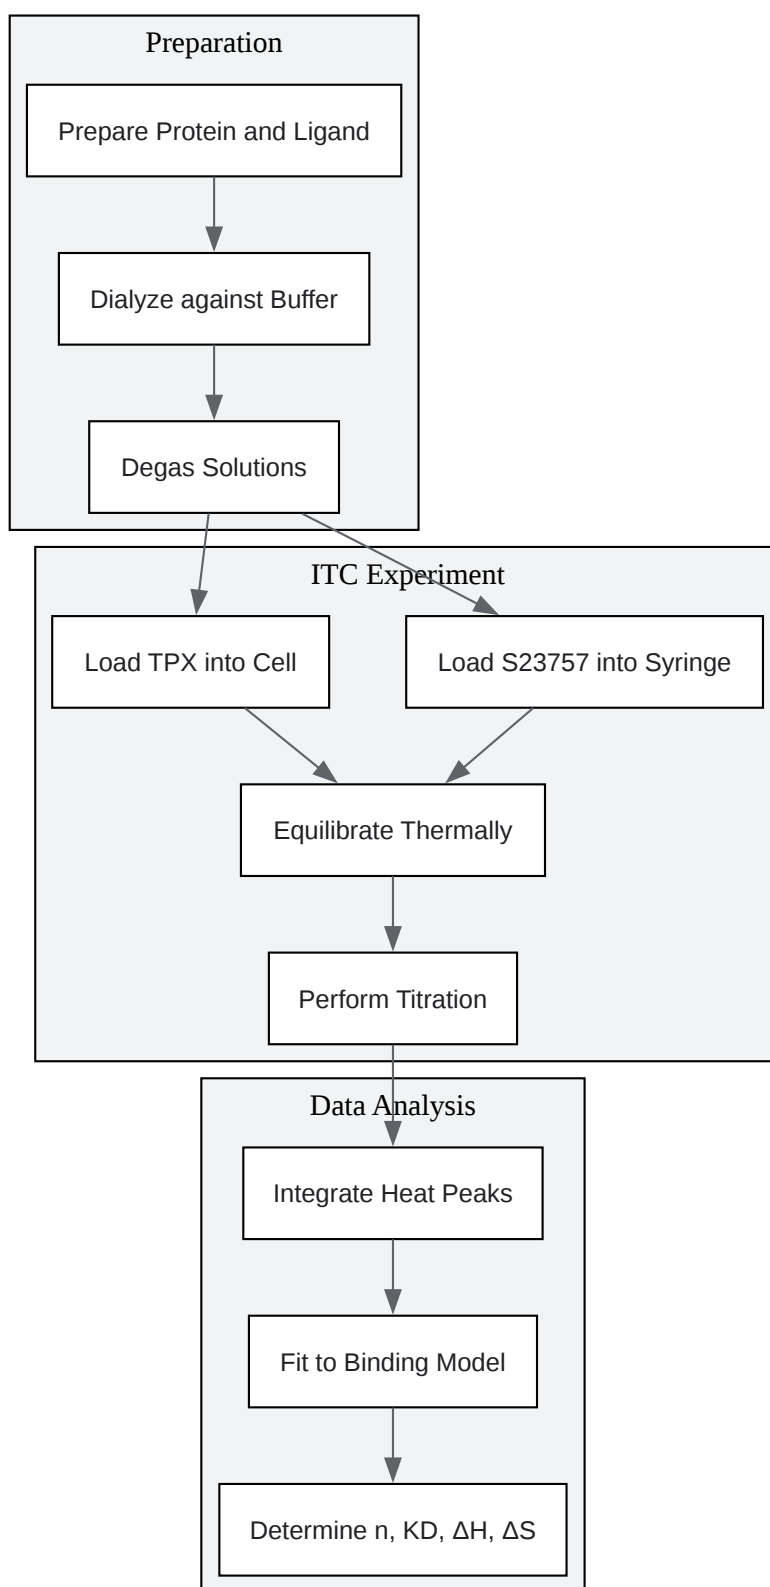 Preparation
Prepare Protein and Ligand
Dialyze against Buffer
Degas Solutions
ITC Experiment
Load TPX into Cell
Load S23757 into Syringe
Equilibrate Thermally
Perform Titration
Data Analysis
Integrate Heat Peaks
Fit to Binding Model
Determine n, KD, ΔH, ΔS